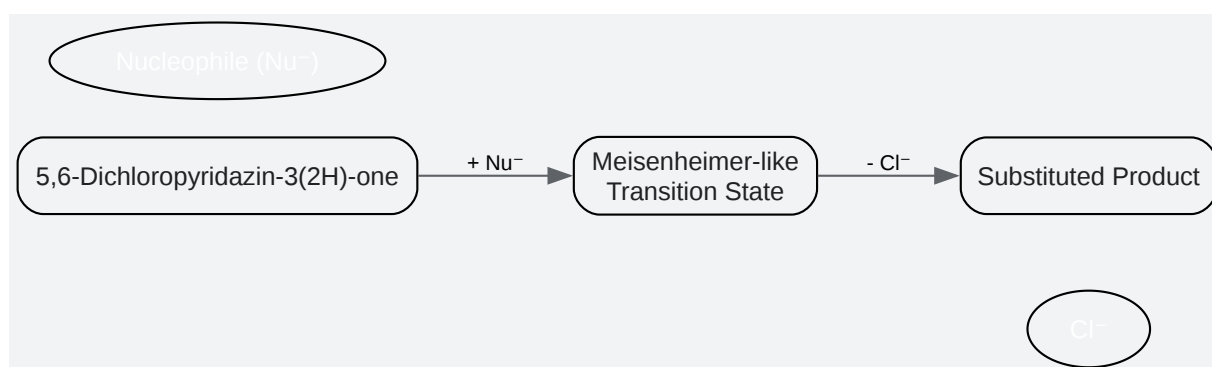 Nucleophile (Nu⁻)
5,6-Dichloropyridazin-3(2H)-one
+ Nu⁻
Meisenheimer-like
Transition State
- Cl⁻
Substituted Product
Cl⁻